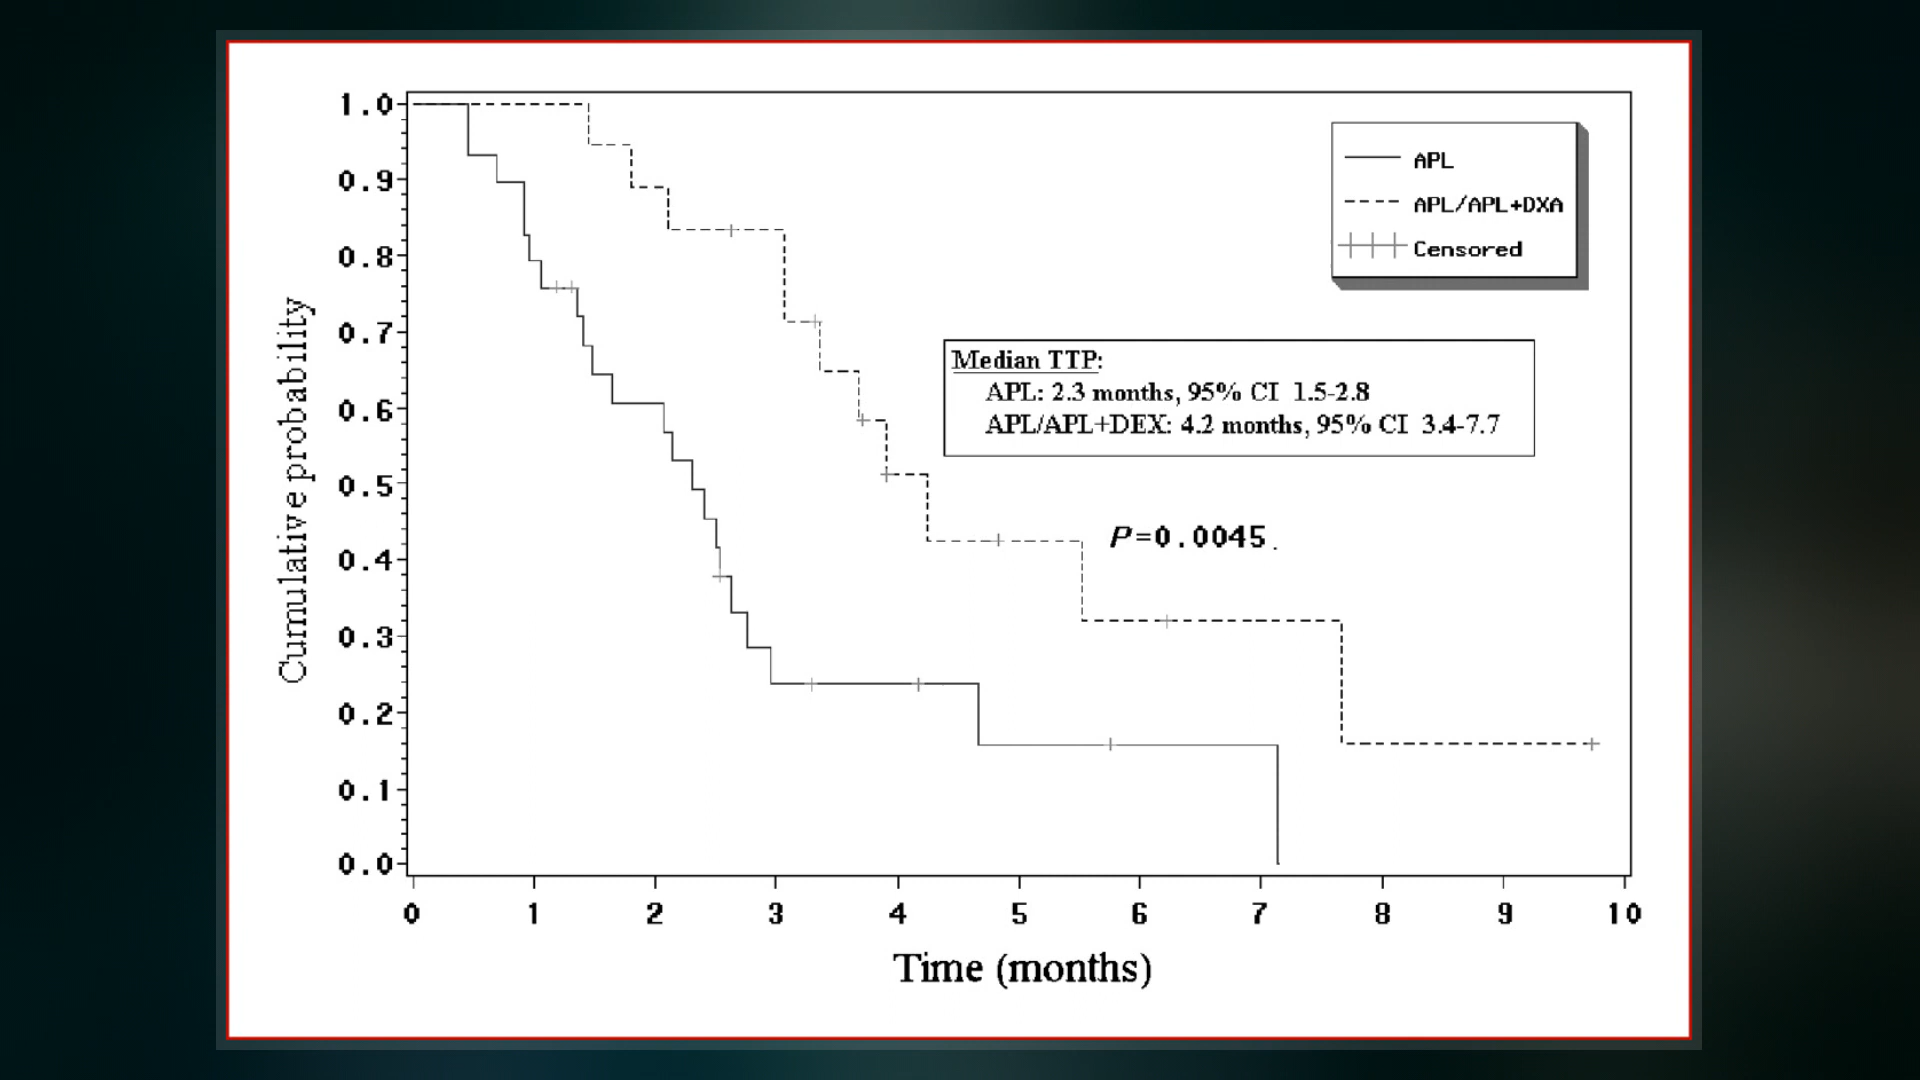 1.0
0.9
0.8
0.7
0.6
0.5
0.4
0.3
0.2
0.1
0.0
Cumulative probability
APL
APL/APL+DXA
Censored
Median TTP:
APL: 2.3 months, 95% CI 1.5-2.8
APL/APL+DEX: 4.2 months, 95% CI 3.4-7.7
P=0.0045.
0 1 2 3 4 5 6 7 8 9 10
Time (months)